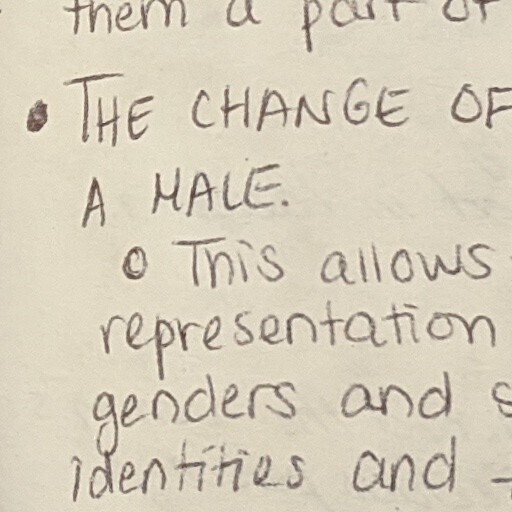 them a part of
• THE CHANGE OF
A MALE.
o This allows
representation
genders and
identities and